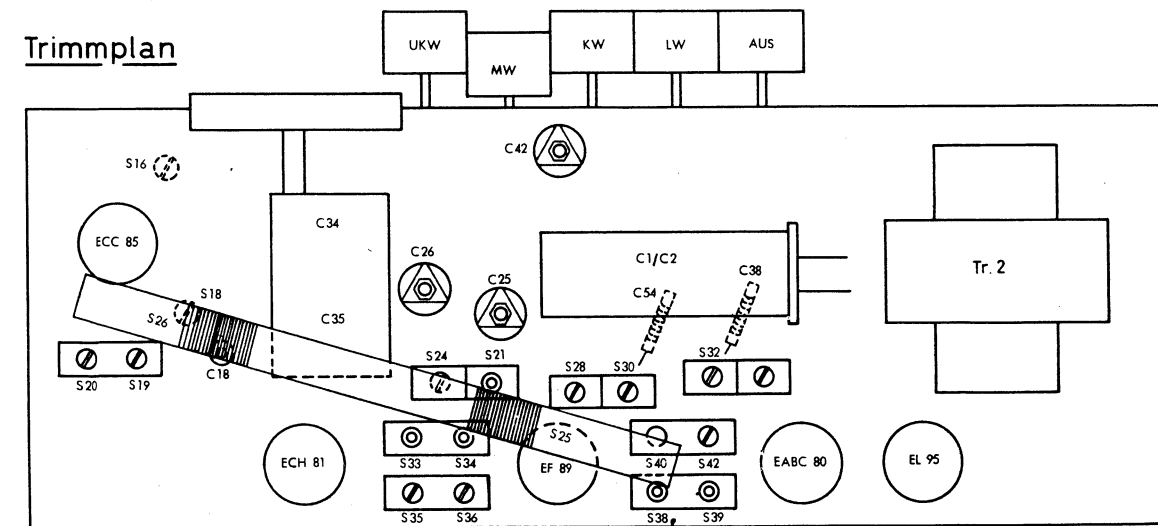 Trimmplan
UKW
MW
KW
LW
AUS
S16
C42
ECC 85
C34
C26
C25
C1/C2
C38
C54
Tr. 2
S18
S26
C35
C18
S20
S19
S24
S21
S28
S30
S32
S25
S33
S34
S40
S42
ECH 81
EF 89
EABC 80
EL 95
S35
S36
S38,
S39